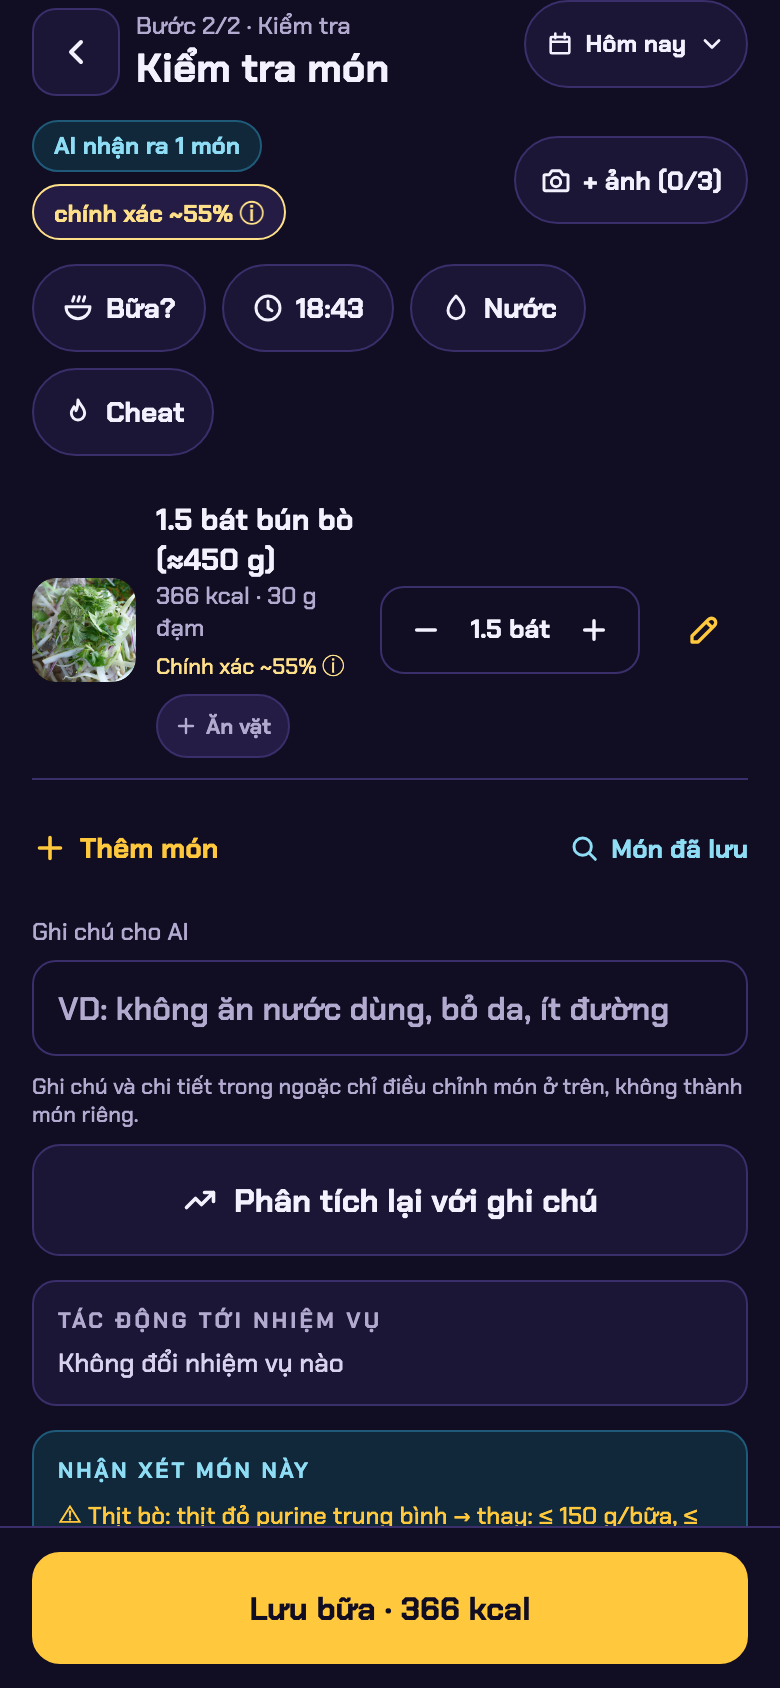 Bước 2/2 · Kiểm tra
Kiểm tra món
Hôm nay
AI nhận ra 1 món
chính xác ~55% ⓘ
+ ảnh (0/3)
Bữa?
18:43
Nước
Cheat
1.5 bát bún bò
(≈450 g)
366 kcal · 30 g
đạm
Chính xác ~55% ⓘ
− 1.5 bát +
+ Ăn vặt
+ Thêm món
Món đã lưu
Ghi chú cho AI
VD: không ăn nước dùng, bỏ da, ít đường
Ghi chú và chi tiết trong ngoặc chỉ điều chỉnh món ở trên, không thành
món riêng.
Phân tích lại với ghi chú
TÁC ĐỘNG TỚI NHIỆM VỤ
Không đổi nhiệm vụ nào
NHẬN XÉT MÓN NÀY
⚠ Thịt bò: thịt đỏ purine trung bình → thay: ≤ 150 g/bữa, ≤
Lưu bữa · 366 kcal